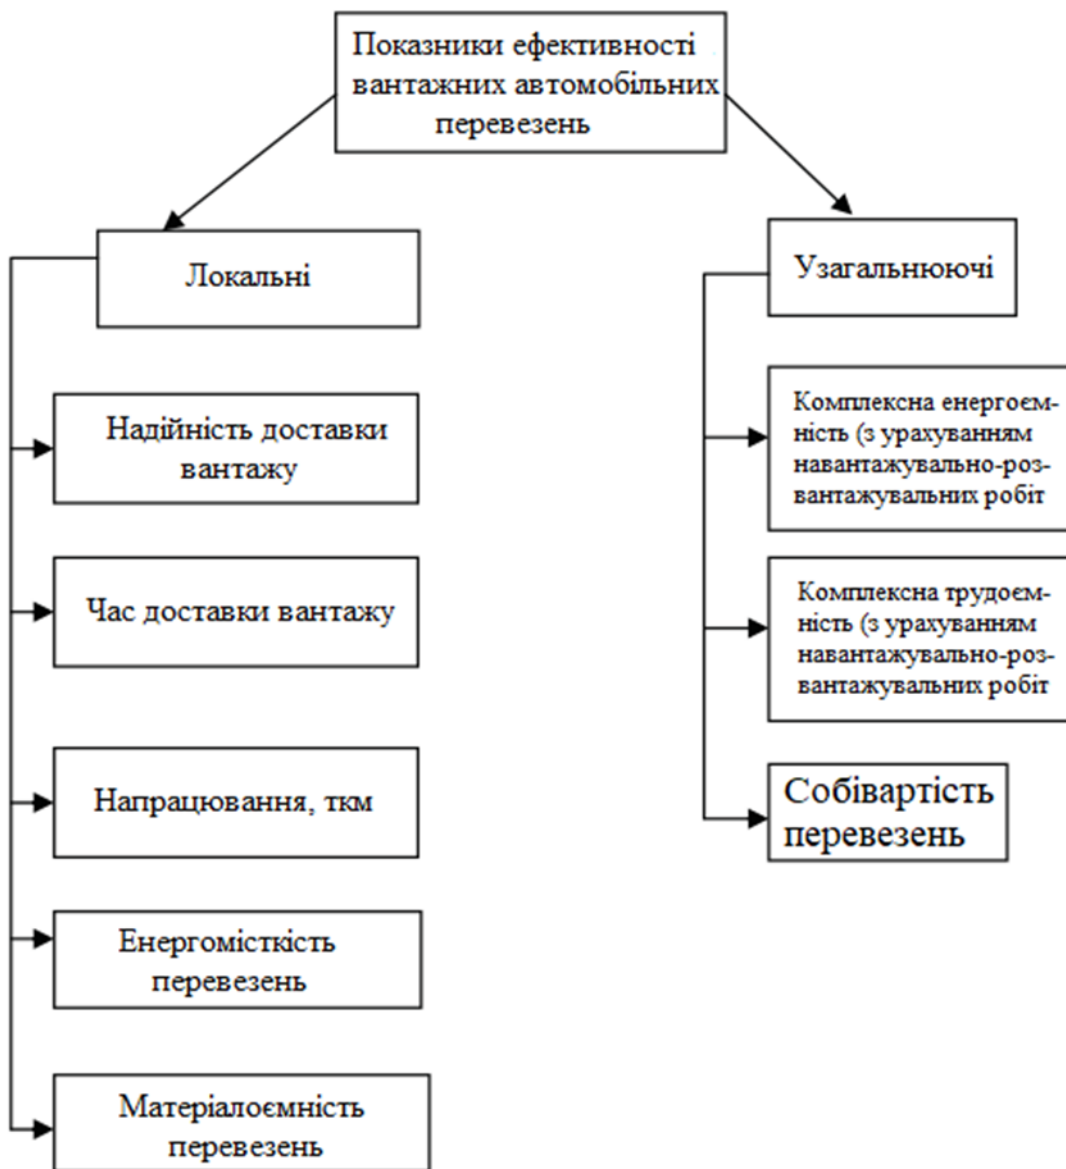 Показники ефективності
вантажних автомобільних
перевезень
Локальні
Надійність доставки
вантажу
Час доставки вантажу
Напрацювання, ткм
Енергомісткість
перевезень
Матеріалоємність
перевезень
Узагальнюючі
Комплексна енергоєм-
ність (з урахуванням
навантажувально-роз-
вантажувальних робіт
Комплексна трудоєм-
ність (з урахуванням
навантажувально-роз-
вантажувальних робіт
Собівартість
перевезень